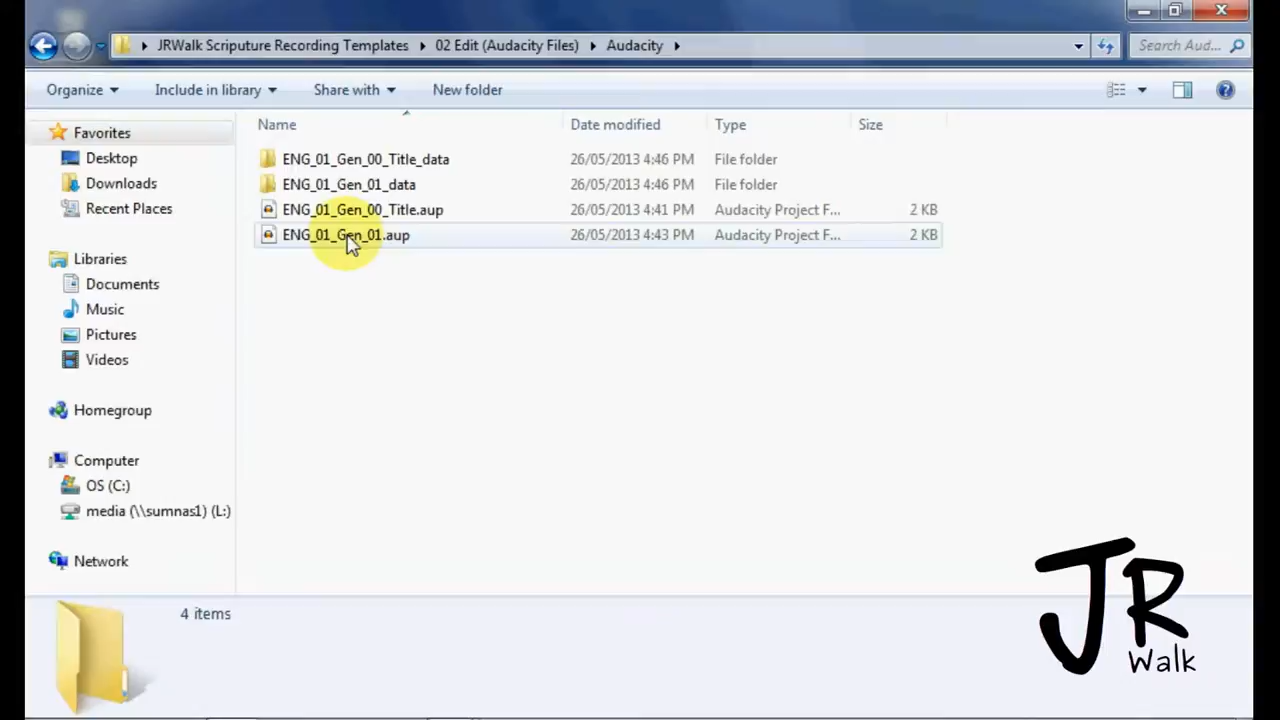 JRWalk Scriputure Recording Templates 02 Edit (Audacity Files) Audacity Search Aud...
Organize Include in library Share with New folder
Name Date modified Type Size
Favorites
Desktop
Downloads
Recent Places
Libraries
Documents
Music
Pictures
Videos
Homegroup
Computer
OS (C:)
media (\\sumnas1) (L:)
Network
ENG_01_Gen_00_Title_data 26/05/2013 4:46 PM File folder
ENG_01_Gen_01_data 26/05/2013 4:46 PM File folder
ENG_01_Gen_00_Title.aup 26/05/2013 4:41 PM Audacity Project F... 2 KB
ENG_01_Gen_01.aup 26/05/2013 4:43 PM Audacity Project F... 2 KB
4 items
JR
Walk